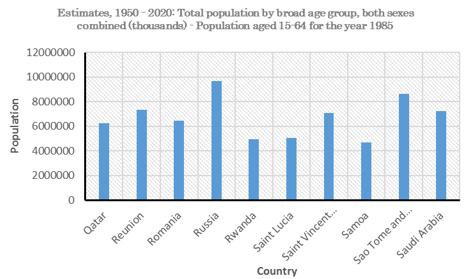 Estimates, 1950 - 2020: Total population by broad age group, both sexes
combined (thousands) - Population aged 15-64 for the year 1985
12000000
10000000
8000000
6000000
4000000
2000000
0
Population
Qatar
Reunion
Romania
Russia
Rwanda
Saint Lucia
Saint Vincent...
Samoa
Sao Tome and...
Saudi Arabia
Country